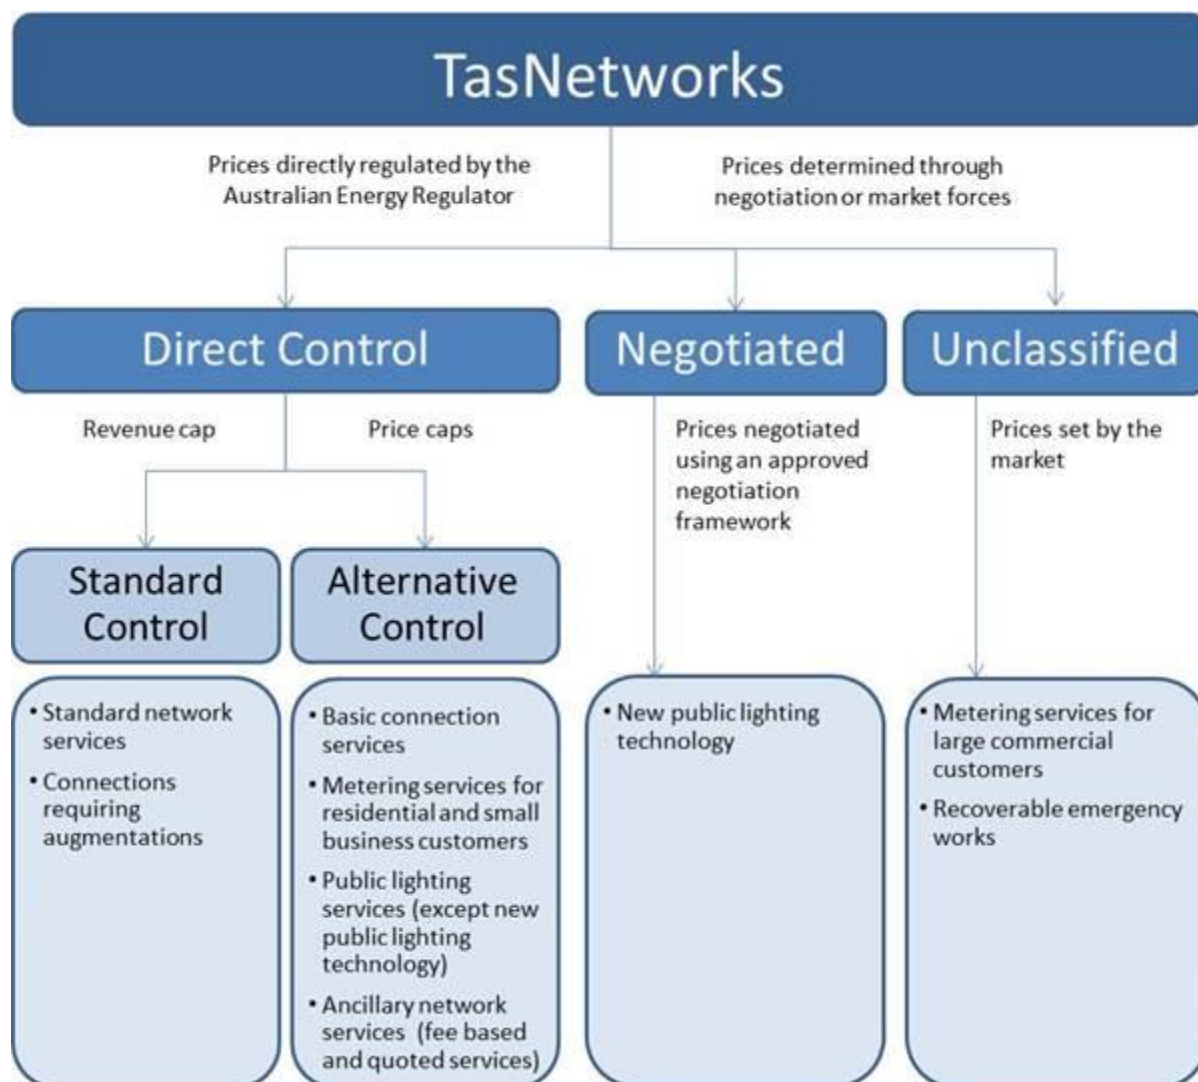 TasNetworks
Prices directly regulated by the
Australian Energy Regulator
Prices determined through
negotiation or market forces
Direct Control
Negotiated
Unclassified
Revenue cap
Price caps
Prices negotiated
using an approved
negotiation
framework
Prices set by the
market
Standard
Control
Alternative
Control
• Standard network
services
• Connections
requiring
augmentations
• Basic connection
services
• Metering services for
residential and small
business customers
• Public lighting
services (except new
public lighting
technology)
• Ancillary network
services (fee based
and quoted services)
• New public lighting
technology
• Metering services for
large commercial
customers
• Recoverable emergency
works